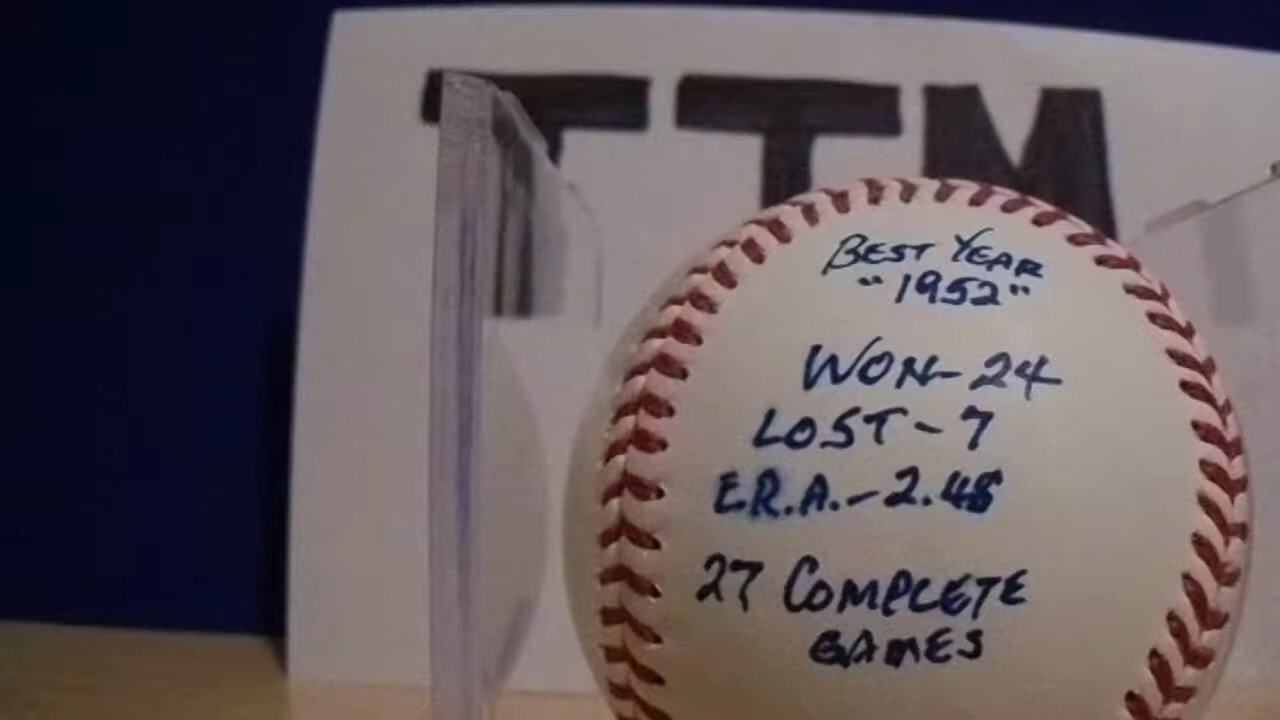 TTM
BEST YEAR
"1952"
WON-24
LOST-7
E.R.A.-2.48
27 COMPLETE
GAMES